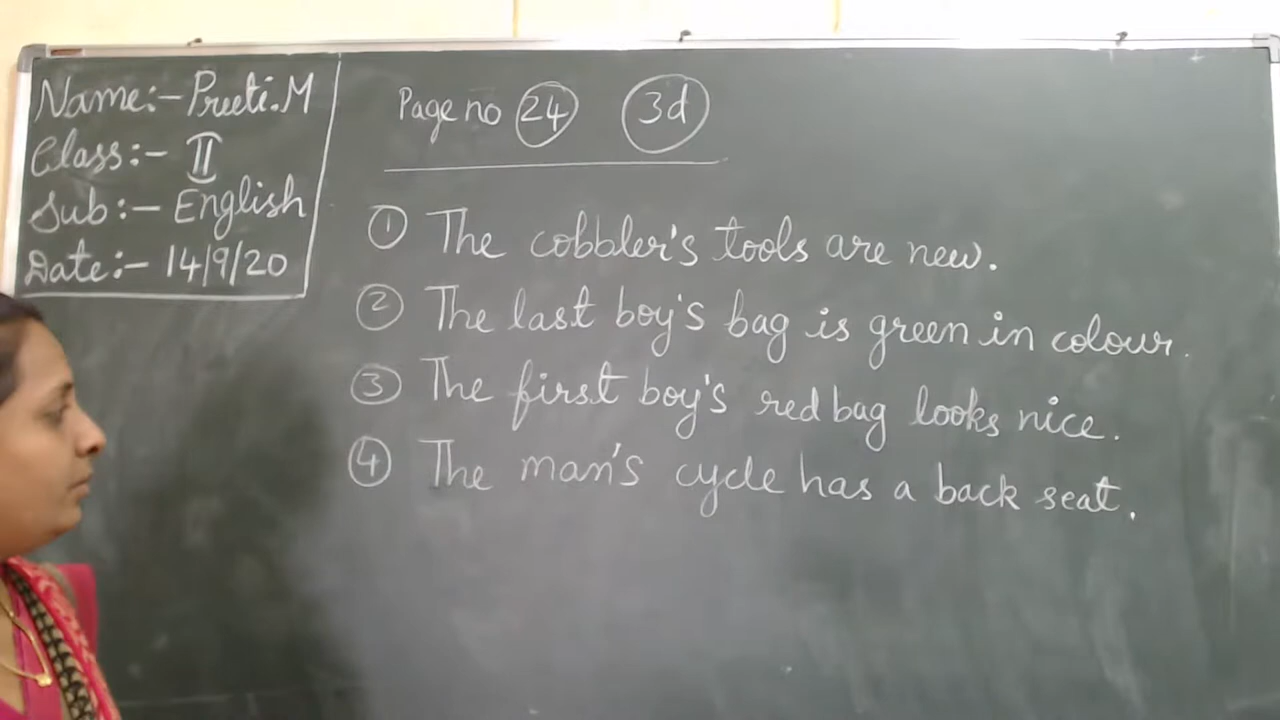 Name:- Preeti.M
Class:- II
Sub:- English
Date:- 14/9/20
Page no 24 3d
1 The cobbler's tools are new.
2 The last boy's bag is green in colour.
3 The first boy's red bag looks nice.
4 The man's cycle has a back seat.